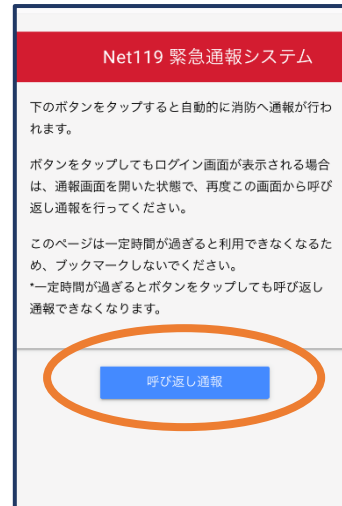 Net119 緊急通報システム
下のボタンをタップすると自動的に消防へ通報が行わ
れます。
ボタンをタップしてもログイン画面が表示される場合
は、通報画面を開いた状態で、再度この画面から呼び
返し通報を行ってください。
このページは一定時間が過ぎると利用できなくなるた
め、ブックマークしないでください。
*一定時間が過ぎるとボタンをタップしても呼び返し
通報できなくなります。
呼び返し通報